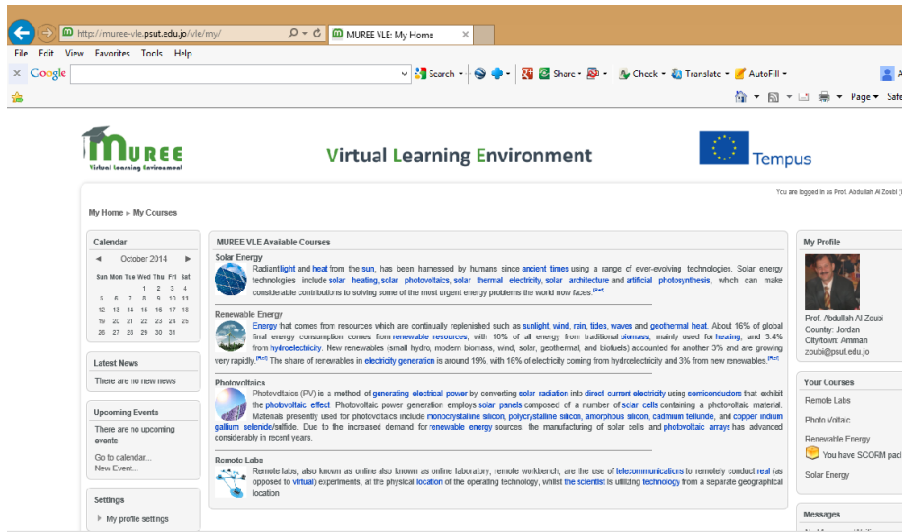 http://muree-vle.psut.edu.jo/vle/my/
MUREE VLE: My Home
File Edit View Favorites Tools Help
Google
Search
Share
Check
Translate
AutoFill
Page
Safe
MUREE
Virtual Learning Environment
Virtual Learning Environment
Tempus
You are logged in as Prof. Abdullah Al Zoubi
My Home
My Courses
Calendar
October 2014
Sun Mon Tue Wed Thu Fri Sat
1 2 3 4
5 6 7 8 9 10 11
12 13 14 15 16 17 18
19 20 21 22 23 24 25
26 27 28 29 30 31
Latest News
There are no new news
Upcoming Events
There are no upcoming
events
Go to calendar...
New Event...
Settings
My profile settings
MUREE VLE Available Courses
Solar Energy
Radiant light and heat from the sun, has been harnessed by humans since ancient times using a range of ever-evolving technologies. Solar energy
technologies include solar heating, solar photovoltaics, solar thermal electricity, solar architecture and artificial photosynthesis, which can make
considerable contributions to solving some of the most urgent energy problems the world now faces.[Ref]
Renewable Energy
Energy that comes from resources which are continually replenished such as sunlight, wind, rain, tides, waves and geothermal heat. About 16% of global
final energy consumption comes from renewable resources, with 10% of all energy from traditional biomass, mainly used for heating, and 3.4%
from hydroelectricity. New renewables (small hydro, modern biomass, wind, solar, geothermal, and biofuels) accounted for another 3% and are growing
very rapidly.[Ref] The share of renewables in electricity generation is around 19%, with 16% of electricity coming from hydroelectricity and 3% from new renewables.[Ref]
Photovoltaics
Photovoltaics (PV) is a method of generating electrical power by converting solar radiation into direct current electricity using semiconductors that exhibit
the photovoltaic effect. Photovoltaic power generation employs solar panels composed of a number of solar cells containing a photovoltaic material.
Materials presently used for photovoltaics include monocrystalline silicon, polycrystalline silicon, amorphous silicon, cadmium telluride, and copper indium
gallium selenide/sulfide. Due to the increased demand for renewable energy sources, the manufacturing of solar cells and photovoltaic arrays has advanced
considerably in recent years.
Remote Labs
Remote labs, also known as online also known as online laboratory, remote workbench, are the use of telecommunications to remotely conduct real (as
opposed to virtual) experiments, at the physical location of the operating technology, whilst the scientist is utilizing technology from a separate geographical
location
My Profile
Prof. Abdullah Al Zoubi
County: Jordan
City/town: Amman
zoubi@psut.edu.jo
Your Courses
Remote Labs
Photo Voltaic
Renewable Energy
You have SCORM pac
Solar Energy
Messages